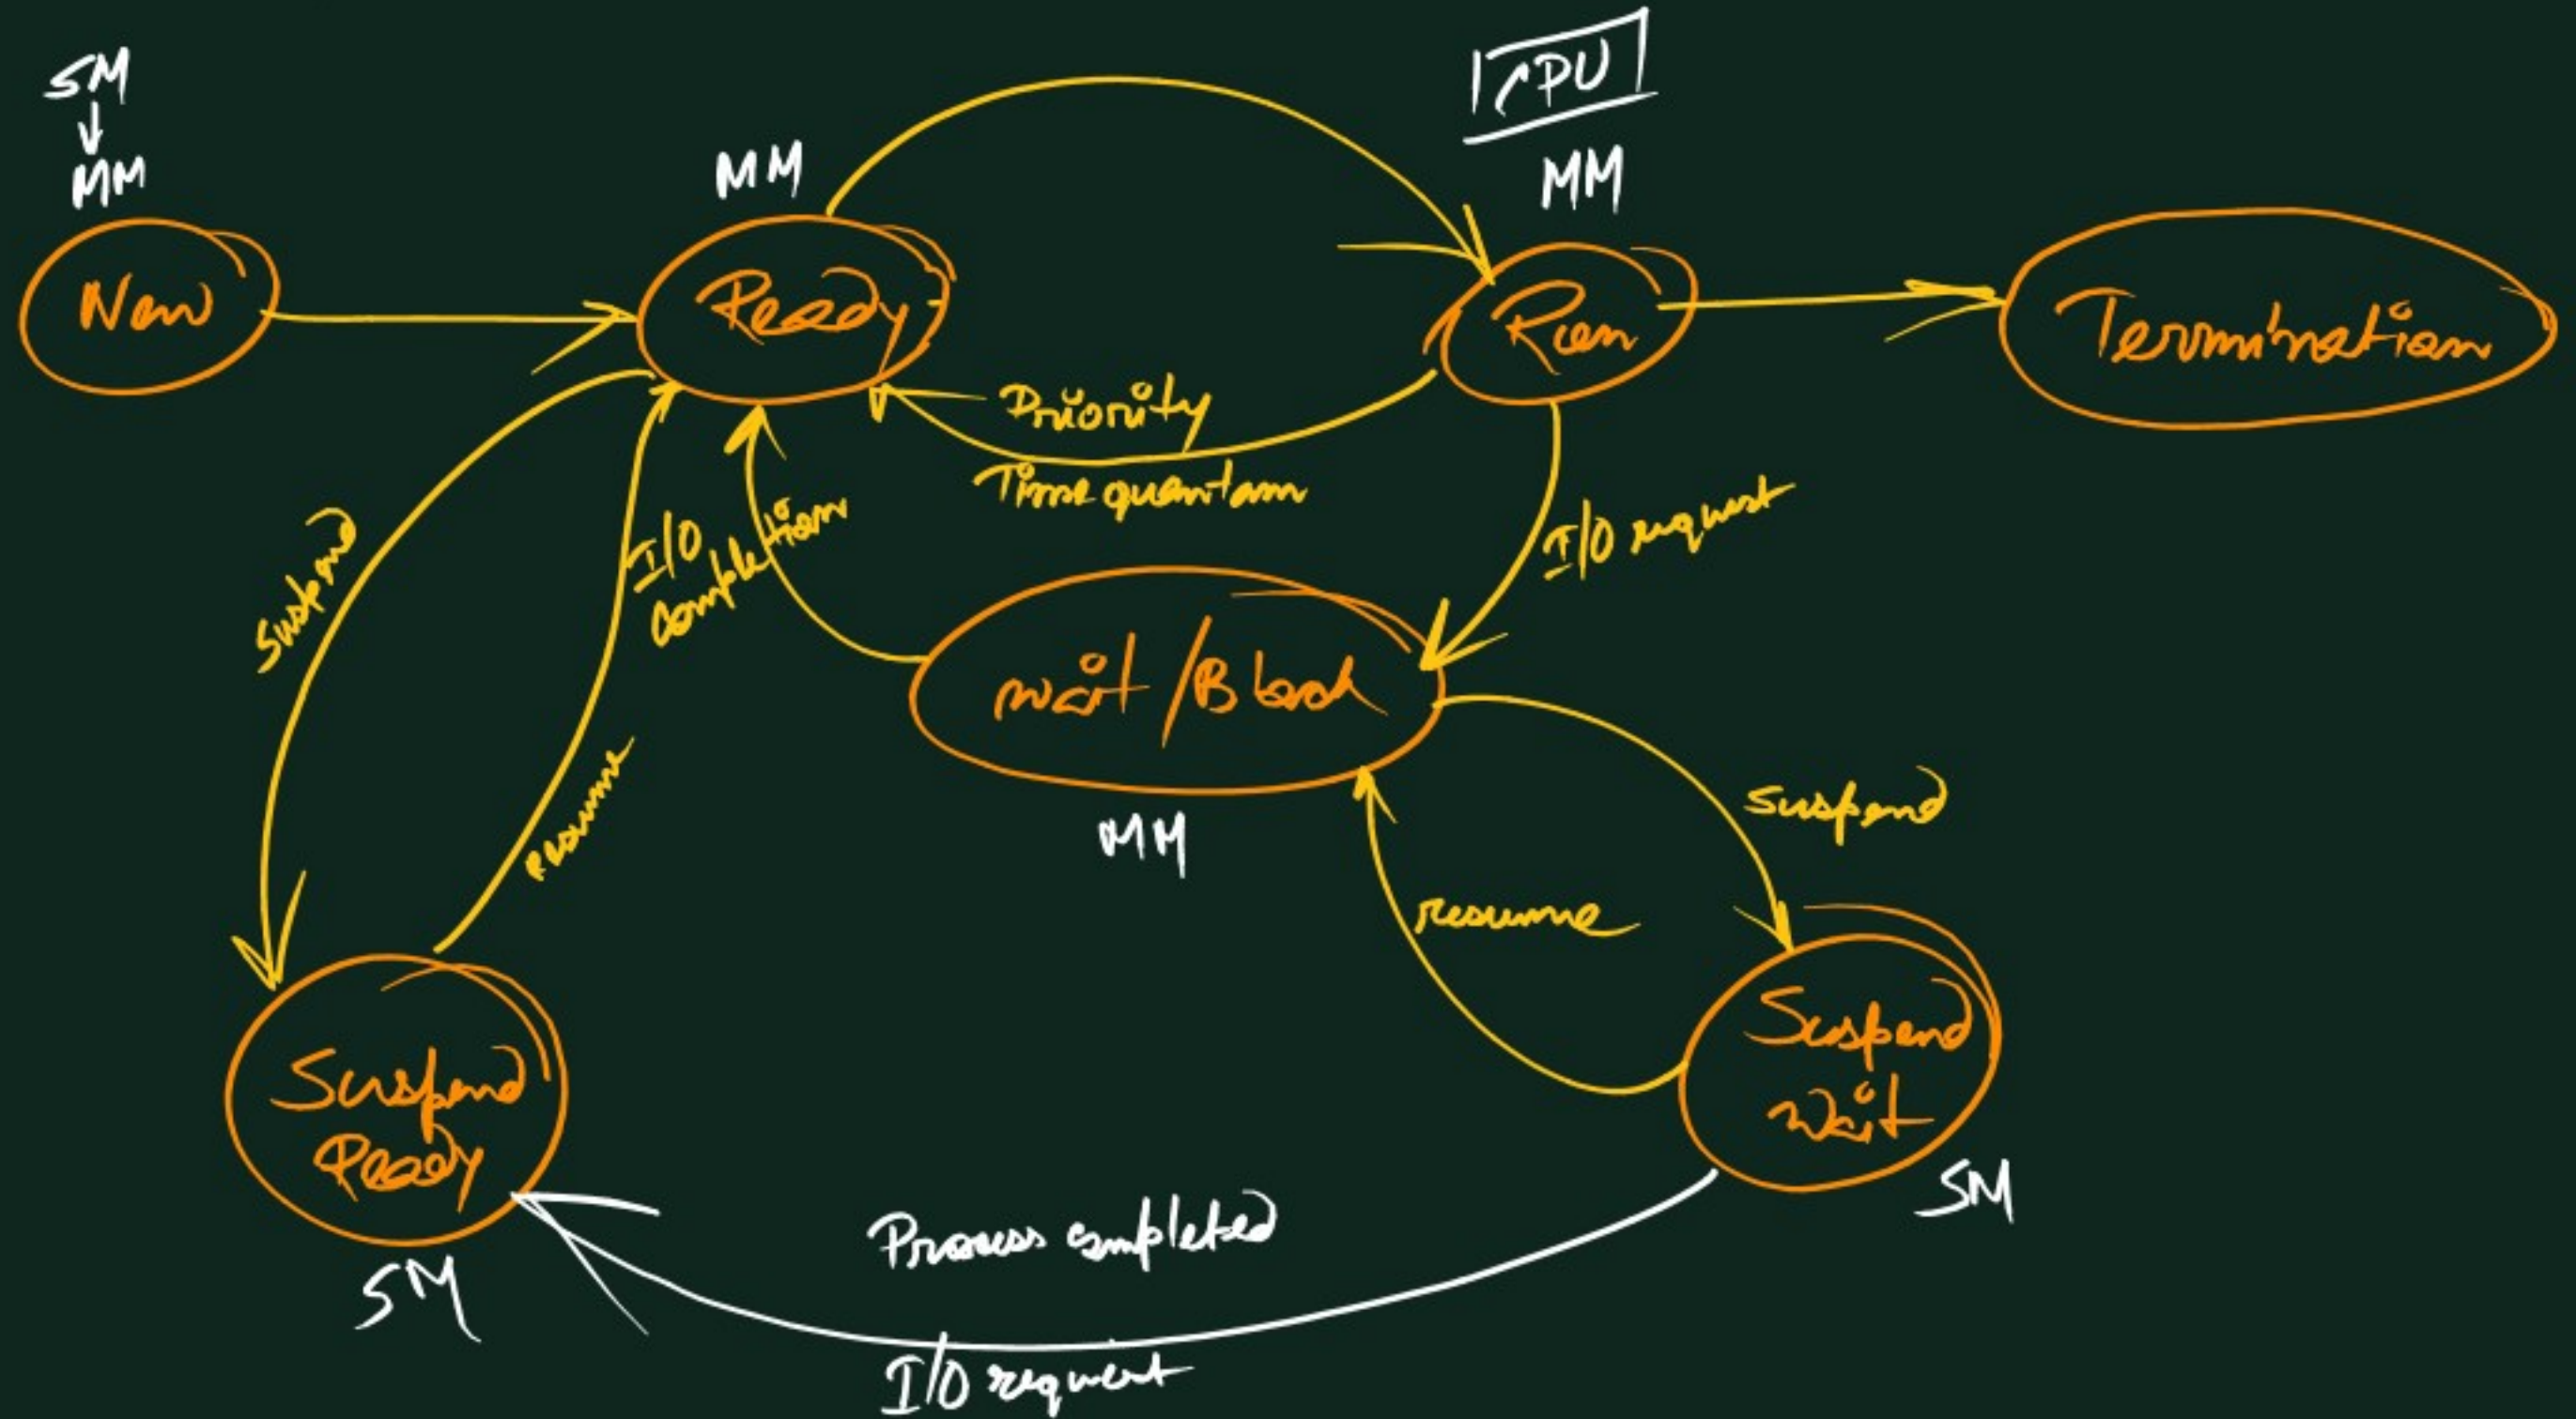 SM
↓
MM
New
MM
Ready
CPU
MM
Run
Termination
Priority
Time quantam
I/O request
I/O
completion
Suspend
resume
wait/Block
MM
suspend
resume
Suspend
Ready
SM
Suspend
Wait
SM
Process completed
I/O request